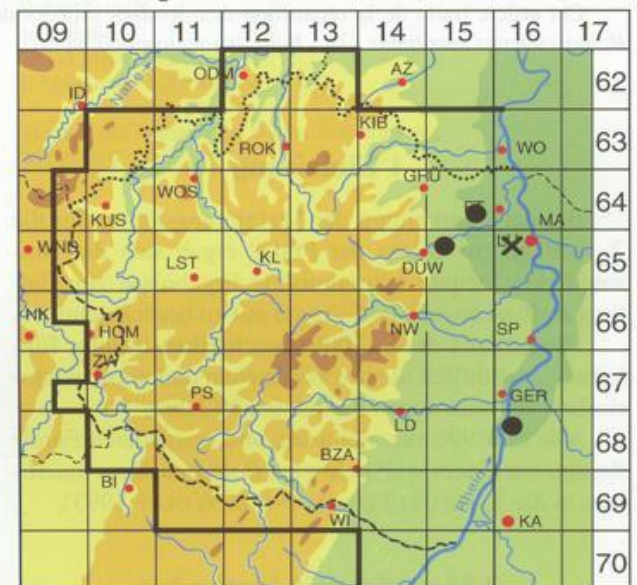 09 10 11 12 13 14 15 16 17
ODM AZ 62
ID Nahe
KIB 63
ROK WO
WOS GRÜ
KUS 64
MA
WND KL 65
LST DÜW
NK HOM NW SP 66
ZW
PS GER 67
LD
68
BZA
BI Rhein
WI KA 69
70